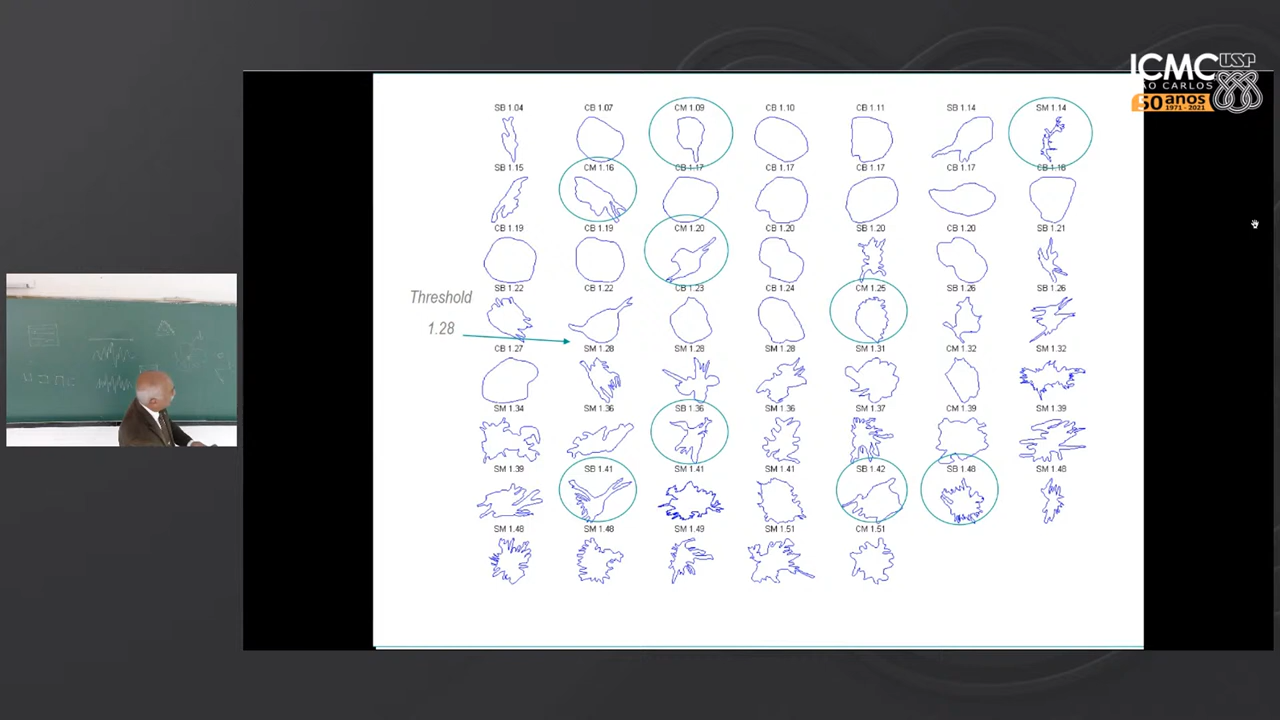 ICMC USP
SÃO CARLOS
50 anos
1971 - 2021
SB 1.04 CB 1.07 CM 1.09 CB 1.10 CB 1.11 SB 1.14 SM 1.14
SB 1.15 CM 1.16 CB 1.17 CB 1.17 CB 1.17 CB 1.17 CB 1.18
CB 1.19 CB 1.19 CM 1.20 CB 1.20 SB 1.20 CB 1.20 SB 1.21
SB 1.22 CB 1.22 CB 1.23 CB 1.24 CM 1.25 SB 1.26 SB 1.26
Threshold
1.28
CB 1.27 SM 1.28 SM 1.28 SM 1.28 SM 1.31 CM 1.32 SM 1.32
SM 1.34 SM 1.36 SB 1.36 SM 1.36 SM 1.37 CM 1.39 SM 1.39
SM 1.39 SB 1.41 SM 1.41 SM 1.41 SB 1.42 SB 1.48 SM 1.48
SM 1.48 SM 1.48 SM 1.49 SM 1.51 CM 1.51